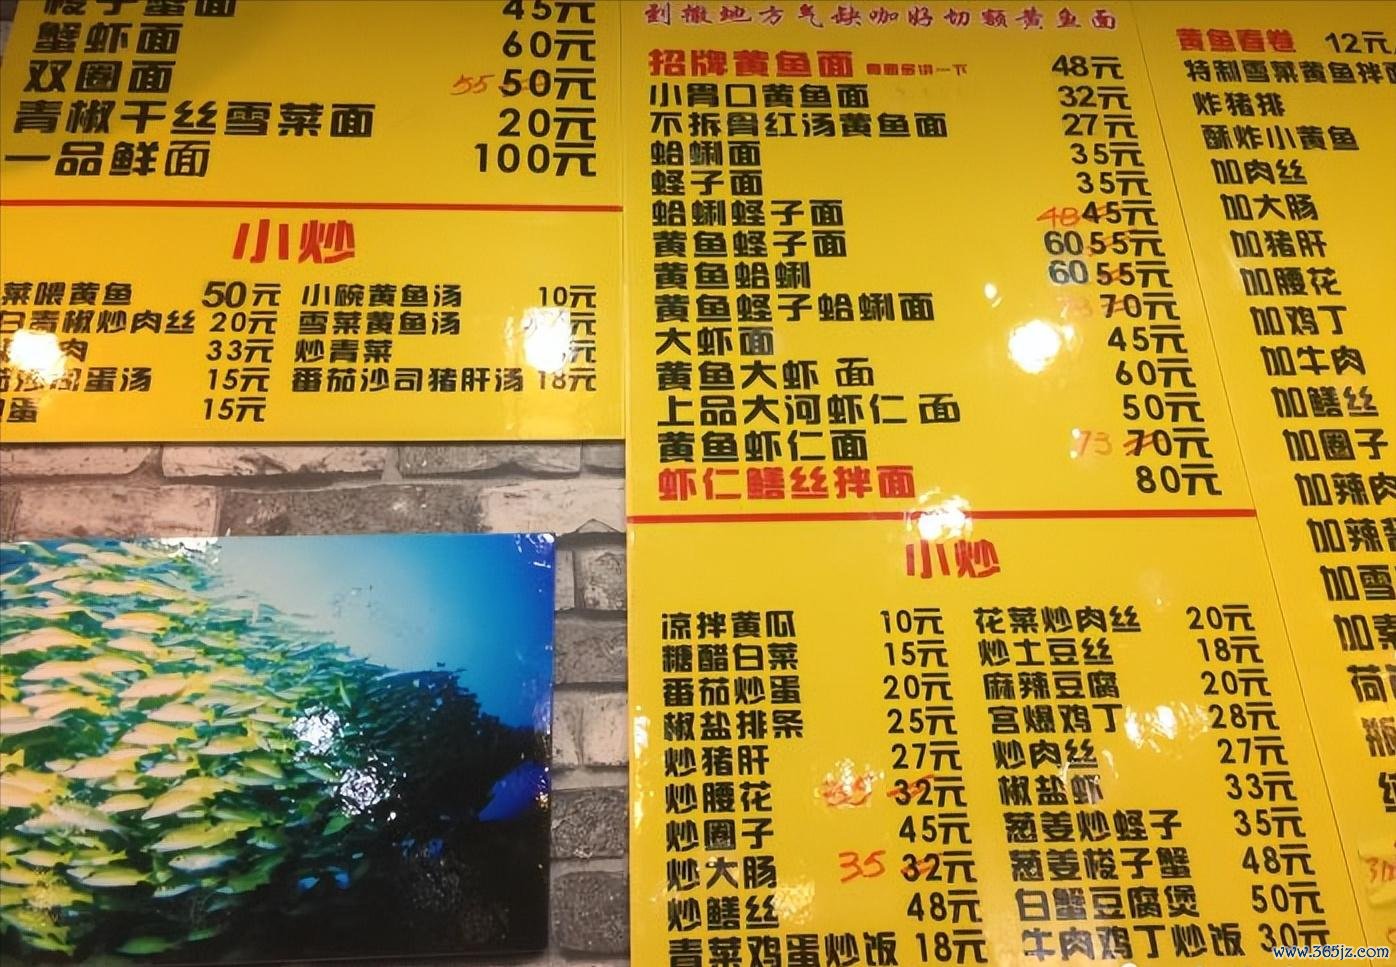 蟹面 45元
蟹虾面 60元
双圈面 55 50元
青椒干丝雪菜面 20元
一品鲜面 100元
小炒
菜喂黄鱼 50元 小碗黄鱼汤 10元
青椒炒肉丝 20元 雪菜黄鱼汤
肉 33元 炒青菜
蛋汤 15元 番茄沙司猪肝汤 18元
蛋 15元
招牌黄鱼面 48元
小胃口黄鱼面 32元
不拆骨红汤黄鱼面 27元
蛤蜊面 35元
蛏子面 35元
蛤蜊蛏子面 48 45元
黄鱼蛏子面 60 55元
黄鱼蛤蜊 60 55元
黄鱼蛏子蛤蜊面 73 70元
大虾面 45元
黄鱼大虾 面 60元
上品大河虾仁 面 50元
黄鱼虾仁面 73 70元
虾仁鳝丝拌面 80元
小炒
凉拌黄瓜 10元 花菜炒肉丝 20元
糖醋白菜 15元 炒土豆丝 18元
番茄炒蛋 20元 麻辣豆腐 20元
椒盐排条 25元 宫爆鸡丁 28元
炒猪肝 27元 炒肉丝 27元
炒腰花 32元 椒盐虾 33元
炒圈子 45元 葱姜炒蛏子 35元
炒大肠 35 32元 葱姜梭子蟹 48元
炒鳝丝 48元 白蟹豆腐煲 50元
青菜鸡蛋炒饭 18元 牛肉鸡丁炒饭 30元
黄鱼春卷 12元
特制雪菜黄鱼拌面
炸猪排
酥炸小黄鱼
加肉丝
加大肠
加猪肝
加腰花
加鸡丁
加牛肉
加鳝丝
加圈子
加辣肉
加辣
加雪
加素
荷
www.365jz.com